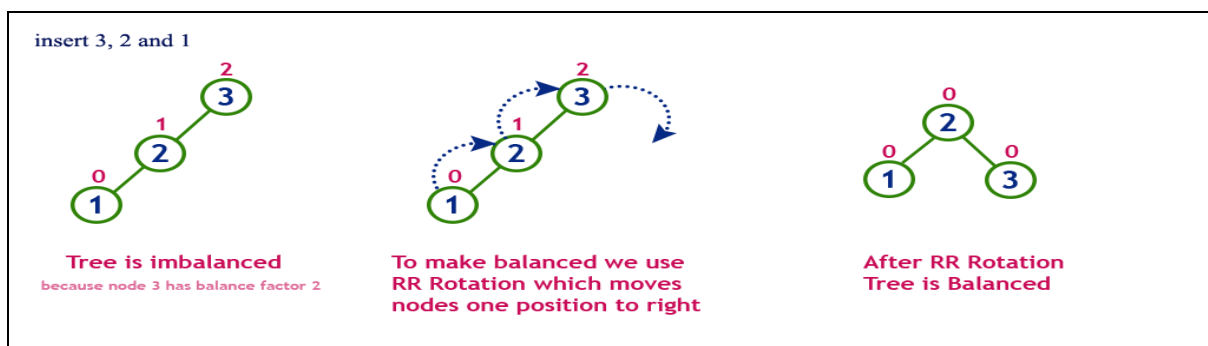 insert 3, 2 and 1
2
3
1
2
0
1
Tree is imbalanced
because node 3 has balance factor 2
2
3
1
2
0
1
To make balanced we use
RR Rotation which moves
nodes one position to right
0
2
0
0
1
3
After RR Rotation
Tree is Balanced